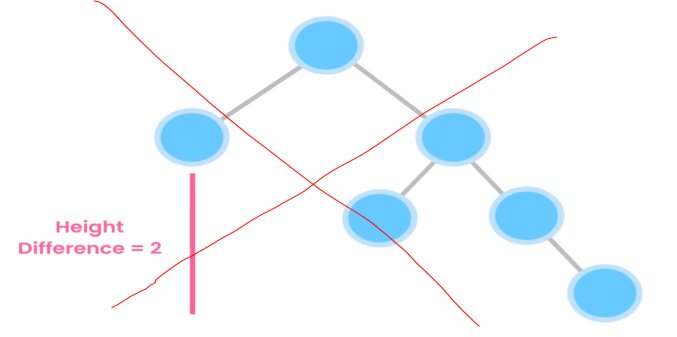 Height
Difference = 2